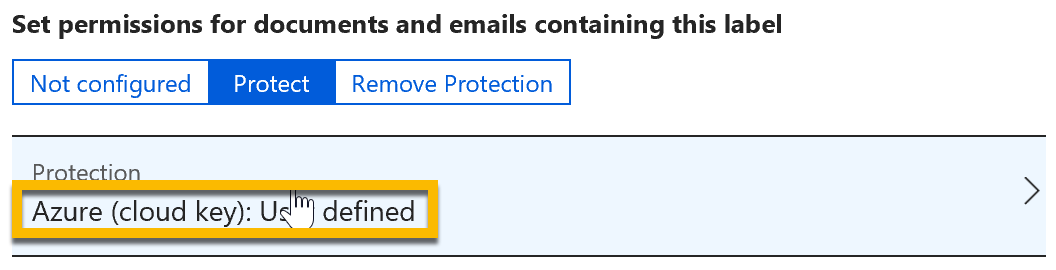 Set permissions for documents and emails containing this label
Not configured Protect Remove Protection
Protection
Azure (cloud key): Us defined